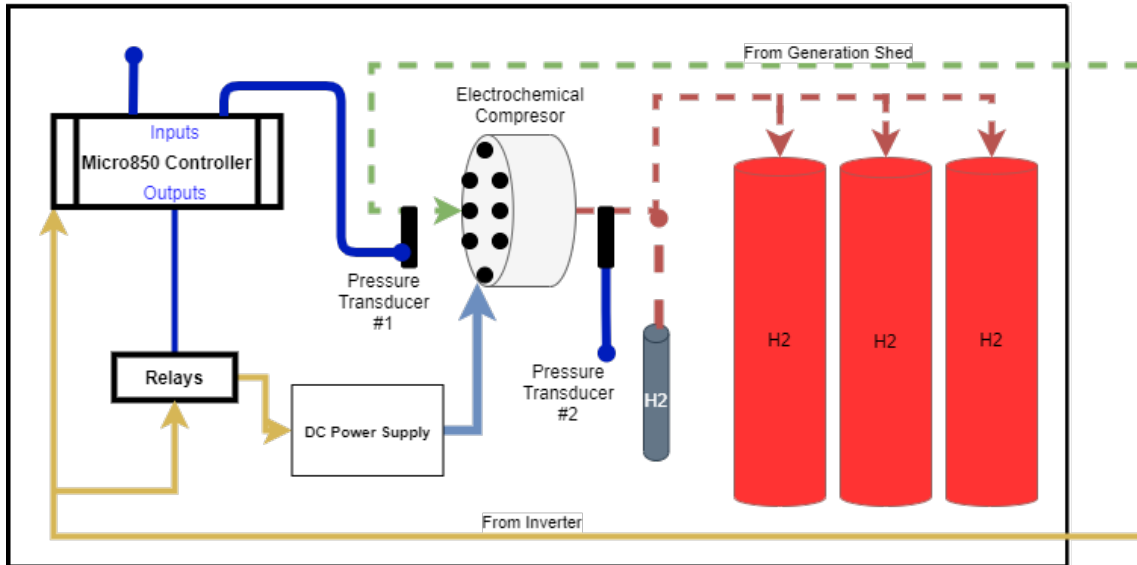 From Generation Shed
Electrochemical
Compresor
Inputs
Micro850 Controller
Outputs
Pressure
Transducer
#1
Pressure
Transducer
#2
H2
H2
H2
H2
Relays
DC Power Supply
From Inverter